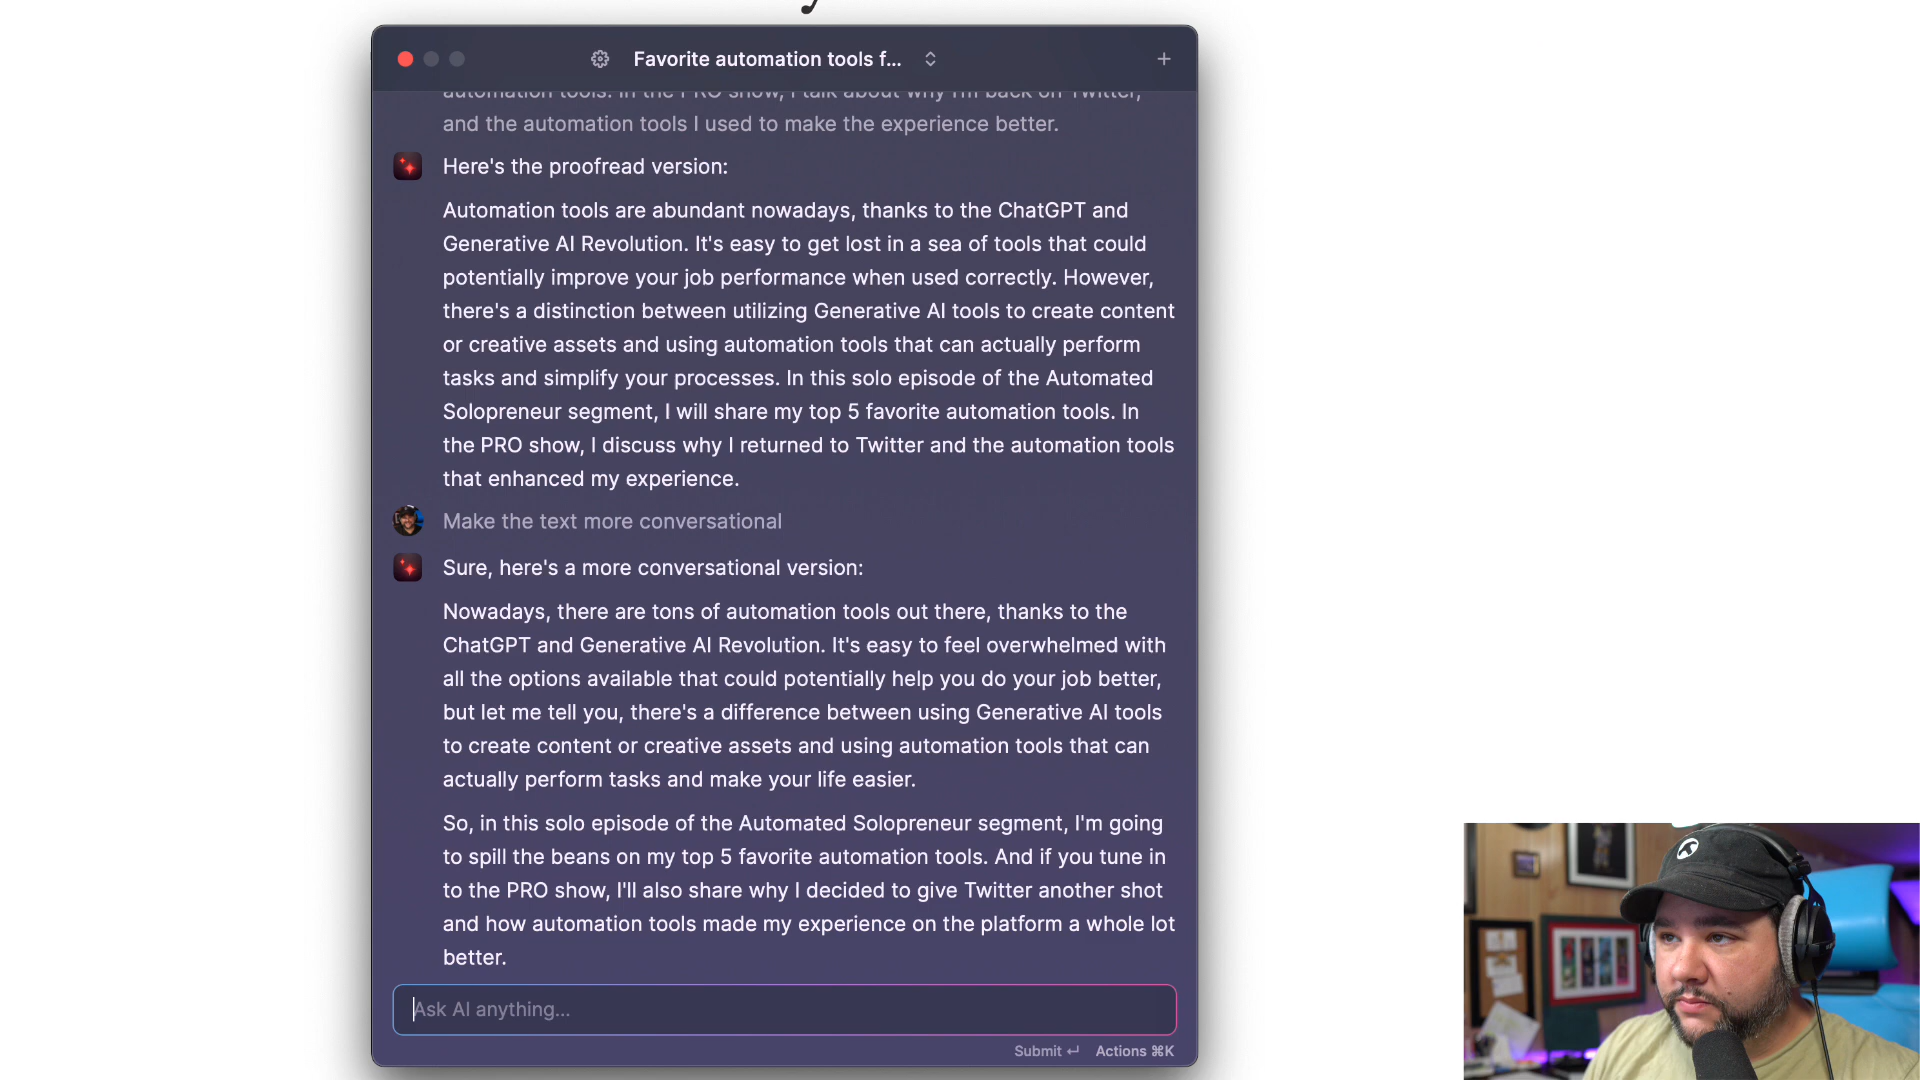 Favorite automation tools f...
automation tools. In the PRO show, I talk about why I'm back on Twitter,
and the automation tools I used to make the experience better.
Here's the proofread version:
Automation tools are abundant nowadays, thanks to the ChatGPT and
Generative AI Revolution. It's easy to get lost in a sea of tools that could
potentially improve your job performance when used correctly. However,
there's a distinction between utilizing Generative AI tools to create content
or creative assets and using automation tools that can actually perform
tasks and simplify your processes. In this solo episode of the Automated
Solopreneur segment, I will share my top 5 favorite automation tools. In
the PRO show, I discuss why I returned to Twitter and the automation tools
that enhanced my experience.
Make the text more conversational
Sure, here's a more conversational version:
Nowadays, there are tons of automation tools out there, thanks to the
ChatGPT and Generative AI Revolution. It's easy to feel overwhelmed with
all the options available that could potentially help you do your job better,
but let me tell you, there's a difference between using Generative AI tools
to create content or creative assets and using automation tools that can
actually perform tasks and make your life easier.
So, in this solo episode of the Automated Solopreneur segment, I'm going
to spill the beans on my top 5 favorite automation tools. And if you tune in
to the PRO show, I'll also share why I decided to give Twitter another shot
and how automation tools made my experience on the platform a whole lot
better.
Ask AI anything...
Submit ↵ Actions ⌘K